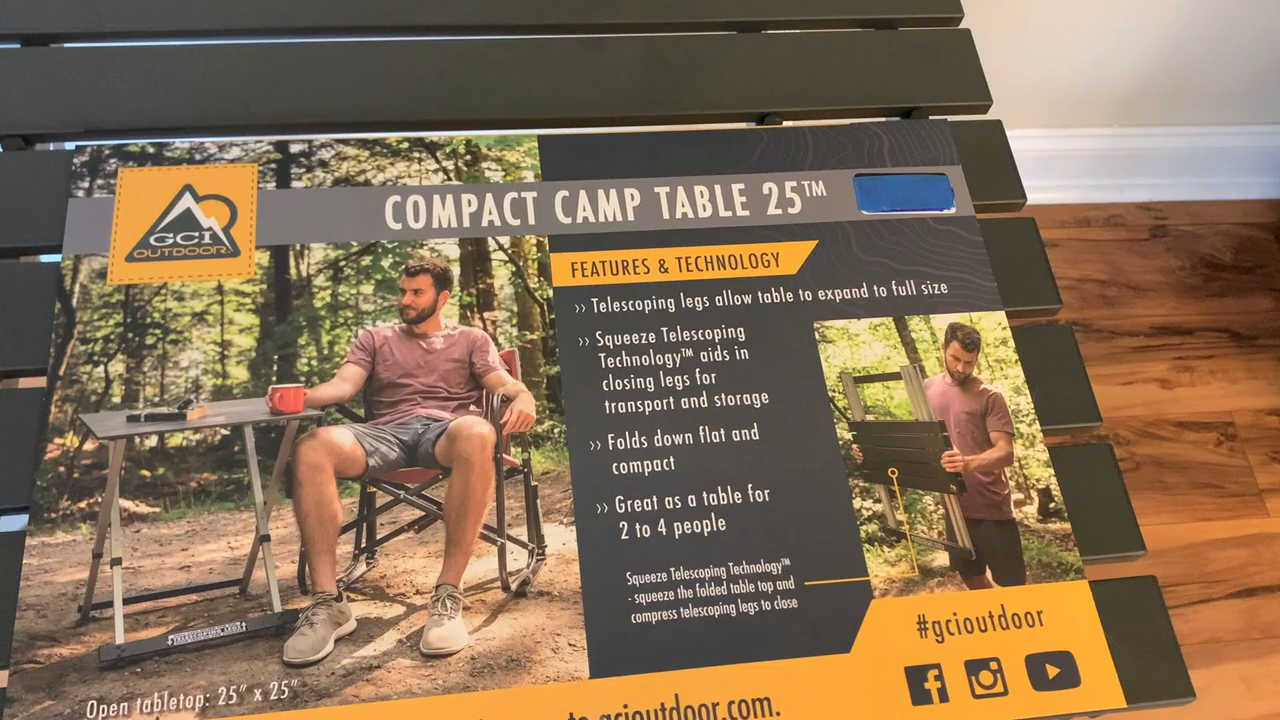 COMPACT CAMP TABLE 25™
GCI
OUTDOOR
FEATURES & TECHNOLOGY
›› Telescoping legs allow table to expand to full size
›› Squeeze Telescoping
Technology™ aids in
closing legs for
transport and storage
›› Folds down flat and
compact
›› Great as a table for
2 to 4 people
Squeeze Telescoping Technology™
- squeeze the folded table top and
compress telescoping legs to close
TELESCOPING LEGS
#gcioutdoor
Open tabletop: 25" x 25"
to gcioutdoor.com.